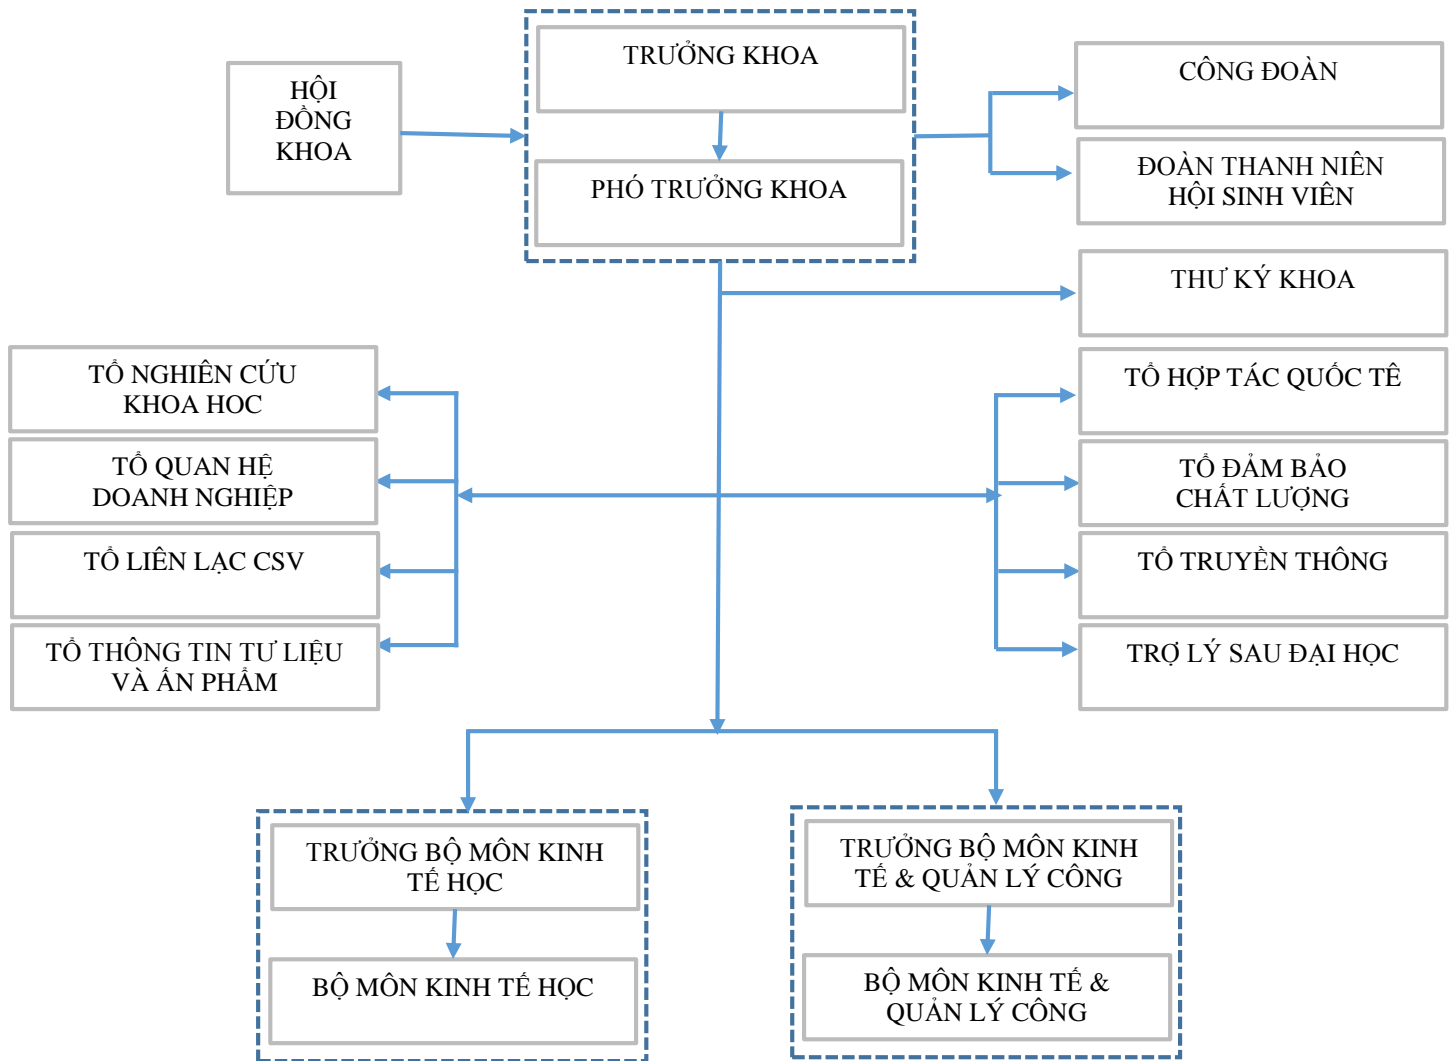 TRƯỞNG KHOA
HỘI
ĐỒNG
KHOA
CÔNG ĐOÀN
PHÓ TRƯỞNG KHOA
ĐOÀN THANH NIÊN
HỘI SINH VIÊN
THƯ KÝ KHOA
TỔ NGHIÊN CỨU
KHOA HOC
TỔ HỢP TÁC QUỐC TÊ
TỔ QUAN HỆ
DOANH NGHIỆP
TỔ ĐẢM BẢO
CHẤT LƯỢNG
TỔ LIÊN LẠC CSV
TỔ TRUYỀN THÔNG
TỔ THÔNG TIN TƯ LIỆU
VÀ ẤN PHẨM
TRỢ LÝ SAU ĐẠI HỌC
TRƯỞNG BỘ MÔN KINH
TẾ HỌC
TRƯỞNG BỘ MÔN KINH
TẾ & QUẢN LÝ CÔNG
BỘ MÔN KINH TẾ HỌC
BỘ MÔN KINH TẾ &
QUẢN LÝ CÔNG